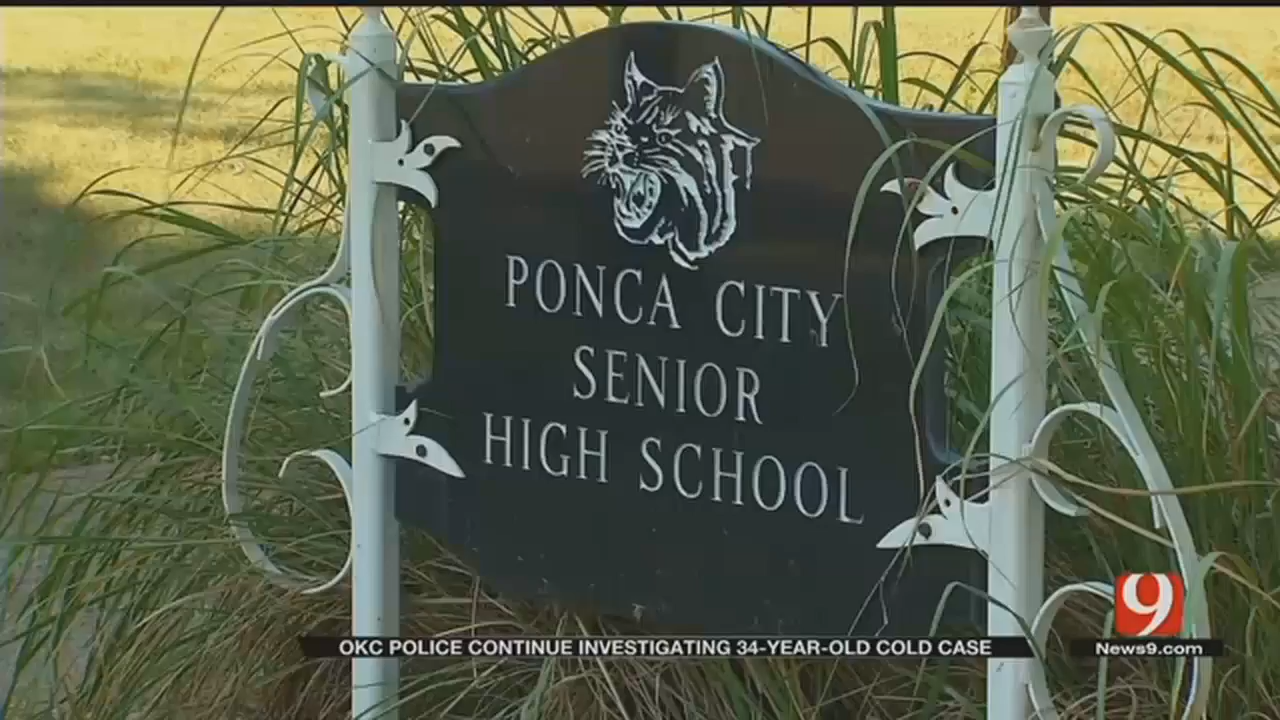 PONCA CITY
SENIOR
HIGH SCHOOL
9
OKC POLICE CONTINUE INVESTIGATING 34-YEAR-OLD COLD CASE
News9.com